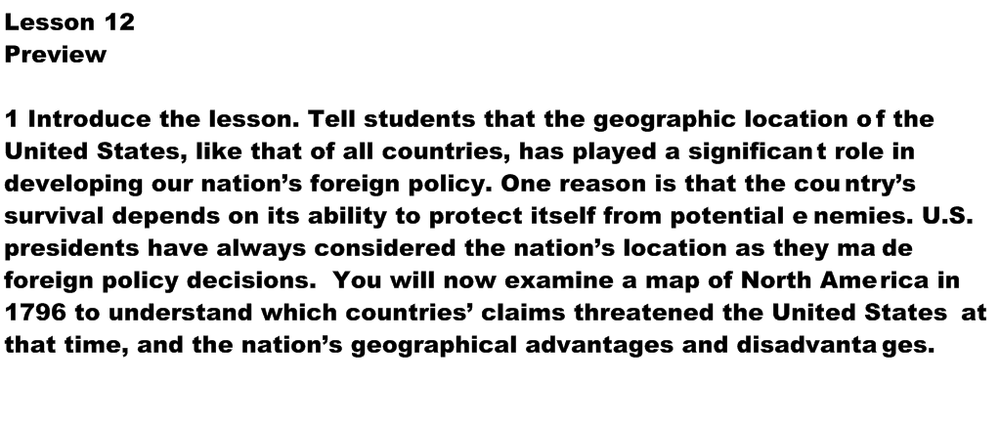 Lesson 12
Preview
1 Introduce the lesson. Tell students that the geographic location of the
United States, like that of all countries, has played a significant role in
developing our nation’s foreign policy. One reason is that the country’s
survival depends on its ability to protect itself from potential enemies. U.S.
presidents have always considered the nation’s location as they made
foreign policy decisions.  You will now examine a map of North America in
1796 to understand which countries’ claims threatened the United States  at
that time, and the nation’s geographical advantages and disadvantages.